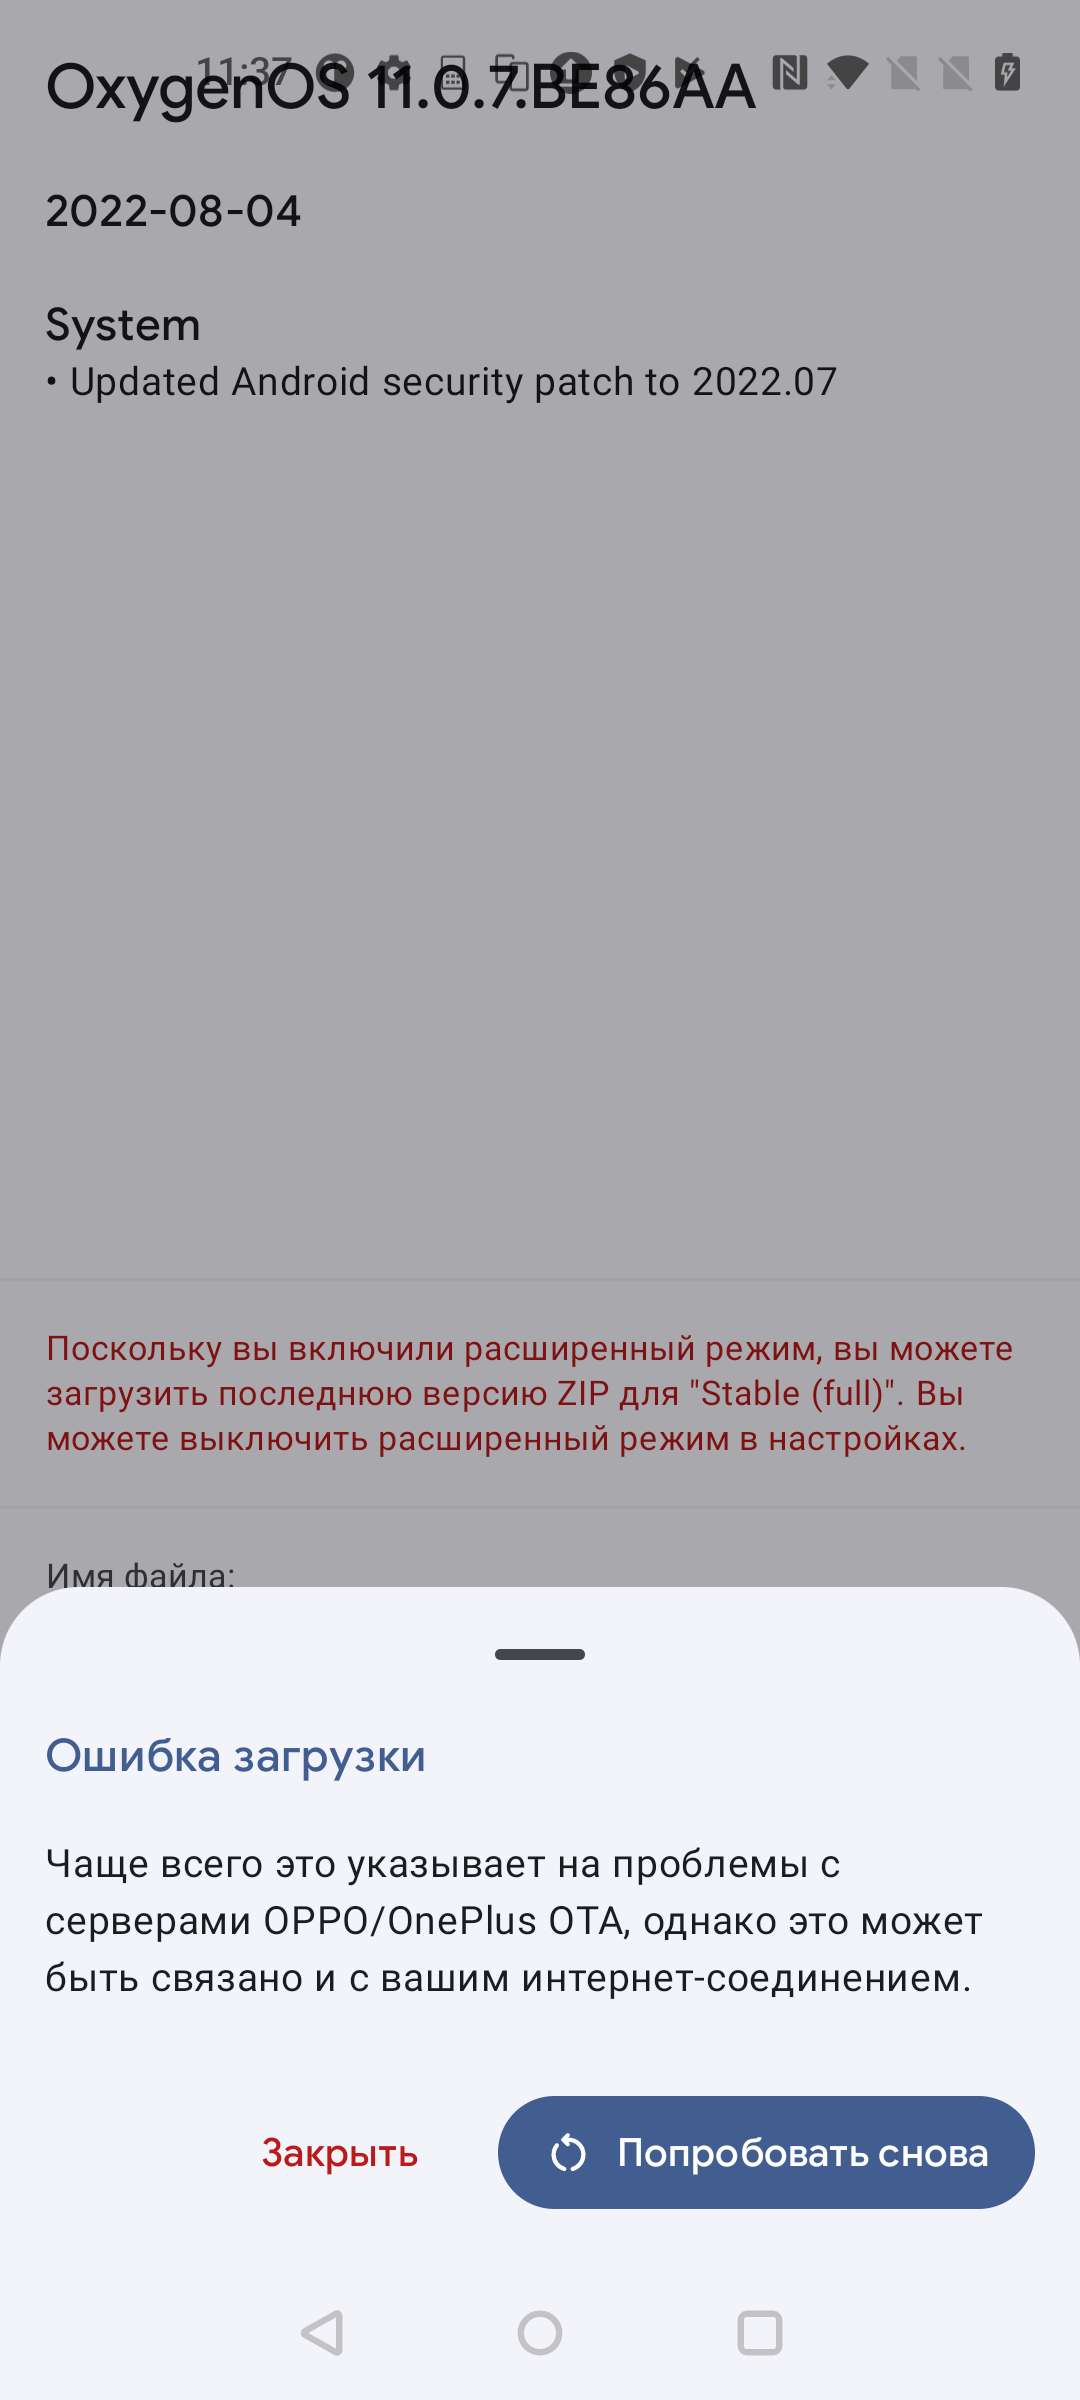 11:37
OxygenOS 11.0.7.BE86AA
2022-08-04
System
• Updated Android security patch to 2022.07
Поскольку вы включили расширенный режим, вы можете
загрузить последнюю версию ZIP для "Stable (full)". Вы
можете выключить расширенный режим в настройках.
Имя файла:
Ошибка загрузки
Чаще всего это указывает на проблемы с
серверами OPPO/OnePlus OTA, однако это может
быть связано и с вашим интернет-соединением.
Закрыть
Попробовать снова